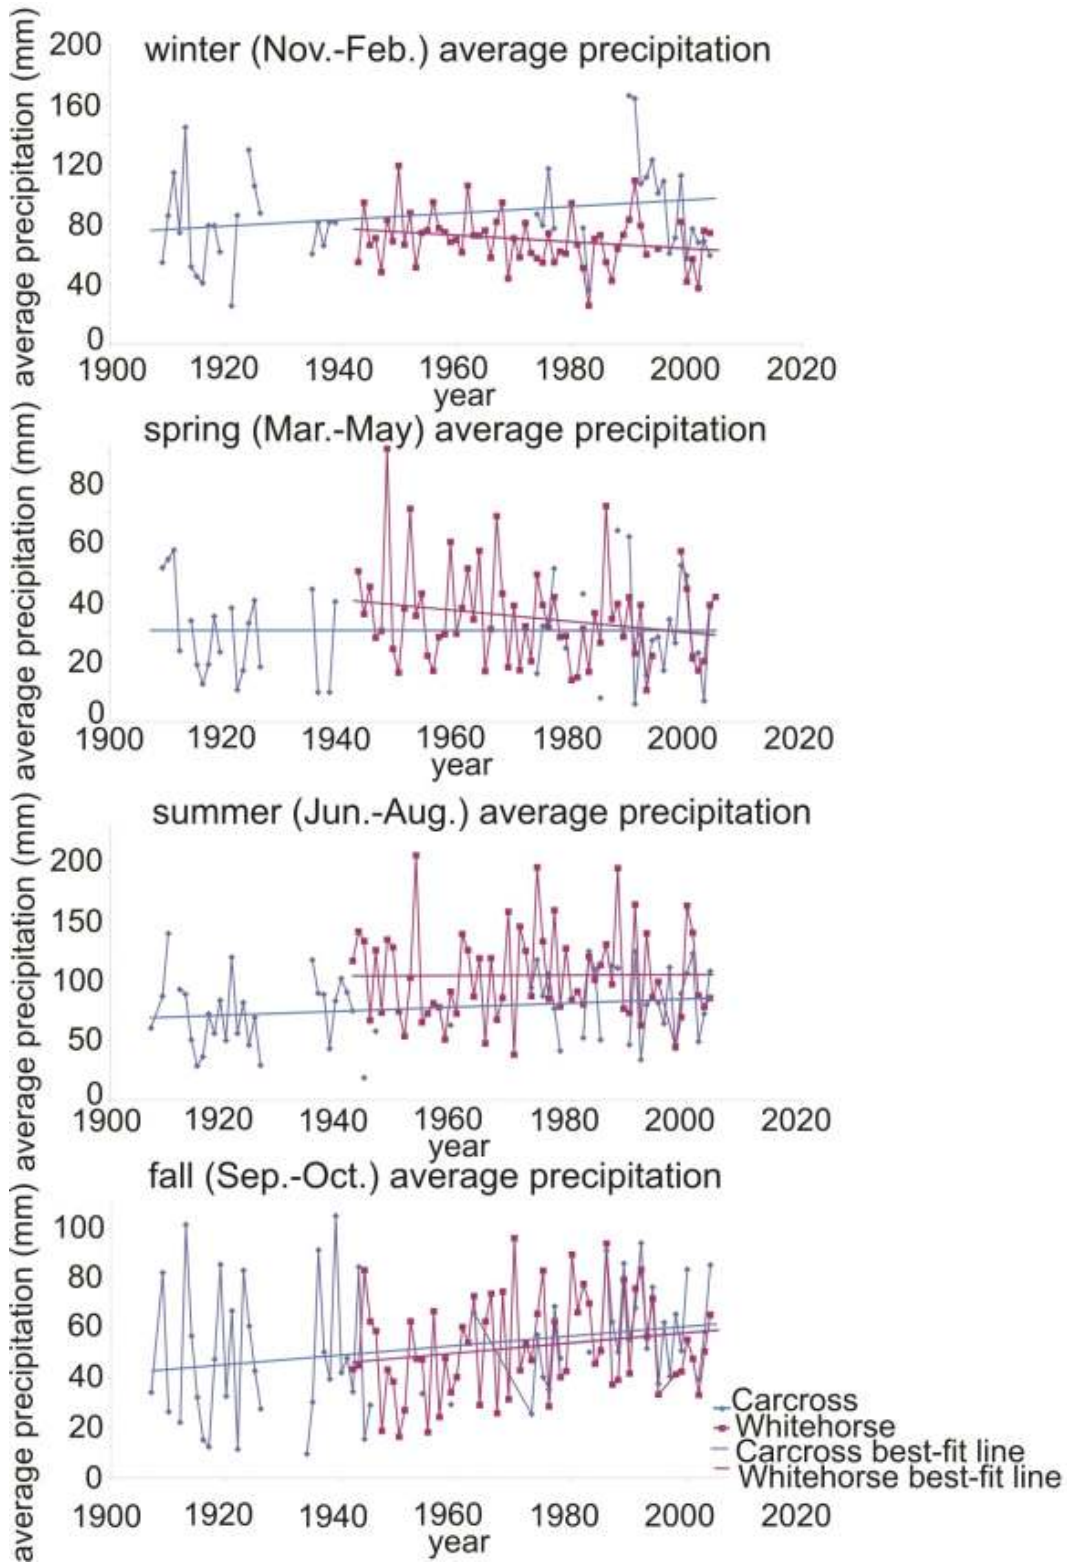 winter (Nov.-Feb.) average precipitation
average precipitation (mm)
200
160
120
80
40
0
1900 1920 1940 1960 1980 2000 2020
year
spring (Mar.-May) average precipitation
average precipitation (mm)
80
60
40
20
0
1900 1920 1940 1960 1980 2000 2020
year
summer (Jun.-Aug.) average precipitation
average precipitation (mm)
200
150
100
50
0
1900 1920 1940 1960 1980 2000 2020
year
fall (Sep.-Oct.) average precipitation
average precipitation (mm)
100
80
60
40
20
0
1900 1920 1940 1960 1980 2000 2020
year
Carcross
Whitehorse
Carcross best-fit line
Whitehorse best-fit line